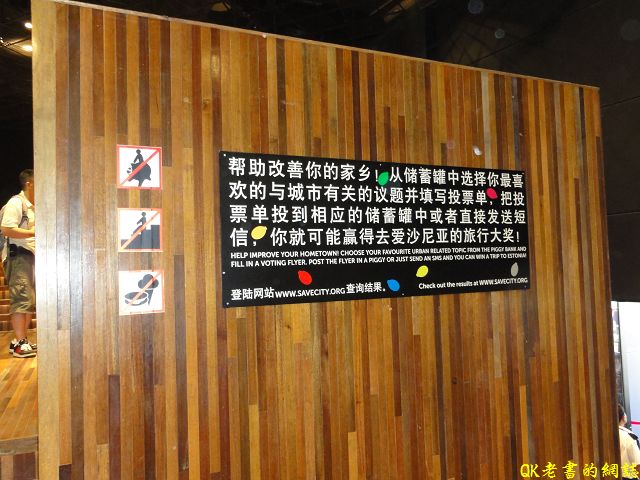 帮助改善你的家乡！从储蓄罐中选择你最喜
欢的与城市有关的议题并填写投票单，把投
票单投到相应的储蓄罐中或者直接发送短
信，你就可能赢得去爱沙尼亚的旅行大奖！
HELP IMPROVE YOUR HOMETOWN! CHOOSE YOUR FAVOURITE URBAN RELATED TOPIC FROM THE PIGGY BANK AND
FILL IN A VOTING FLYER. POST THE FLYER IN A PIGGY OR JUST SEND AN SMS AND YOU CAN WIN A TRIP TO ESTONIA!
登陆网站WWW.SAVECITY.ORG 查询结果。 Check out the results at WWW.SAVECITY.ORG
QK老書的網誌